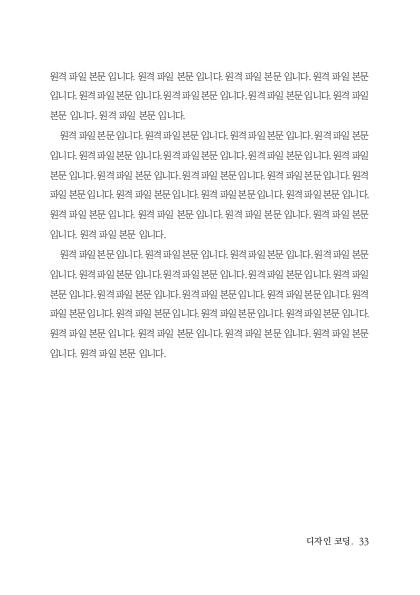 원격 파일 본문 입니다. 원격 파일 본문 입니다. 원격 파일 본문 입니다. 원격 파일 본문
입니다. 원격 파일 본문 입니다. 원격 파일 본문 입니다. 원격 파일 본문 입니다. 원격 파일
본문 입니다. 원격 파일 본문 입니다.
원격 파일 본문 입니다. 원격 파일 본문 입니다. 원격 파일 본문 입니다. 원격 파일 본문
입니다. 원격 파일 본문 입니다. 원격 파일 본문 입니다. 원격 파일 본문 입니다. 원격 파일
본문 입니다. 원격 파일 본문 입니다. 원격 파일 본문 입니다. 원격 파일 본문 입니다. 원격
파일 본문 입니다. 원격 파일 본문 입니다. 원격 파일 본문 입니다. 원격 파일 본문 입니다.
원격 파일 본문 입니다. 원격 파일 본문 입니다. 원격 파일 본문 입니다. 원격 파일 본문
입니다. 원격 파일 본문 입니다.
원격 파일 본문 입니다. 원격 파일 본문 입니다. 원격 파일 본문 입니다. 원격 파일 본문
입니다. 원격 파일 본문 입니다. 원격 파일 본문 입니다. 원격 파일 본문 입니다. 원격 파일
본문 입니다. 원격 파일 본문 입니다. 원격 파일 본문 입니다. 원격 파일 본문 입니다. 원격
파일 본문 입니다. 원격 파일 본문 입니다. 원격 파일 본문 입니다. 원격 파일 본문 입니다.
원격 파일 본문 입니다. 원격 파일 본문 입니다. 원격 파일 본문 입니다. 원격 파일 본문
입니다. 원격 파일 본문 입니다.
디자인 코딩. 33